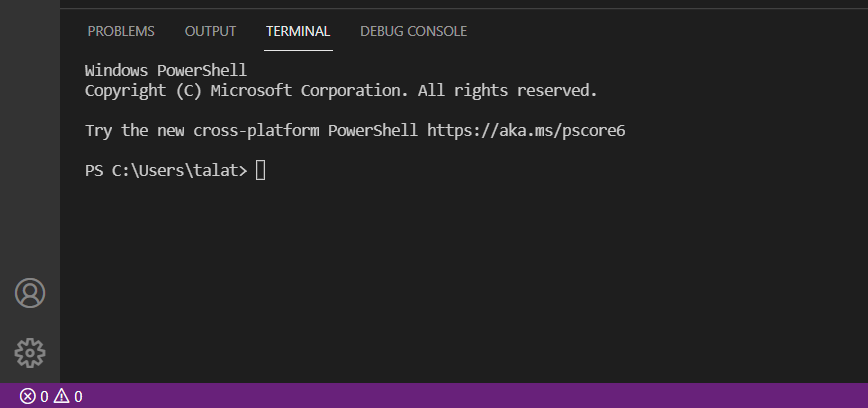 PROBLEMS OUTPUT TERMINAL DEBUG CONSOLE
Windows PowerShell
Copyright (C) Microsoft Corporation. All rights reserved.
Try the new cross-platform PowerShell https://aka.ms/pscore6
PS C:\Users\talat>
0 0